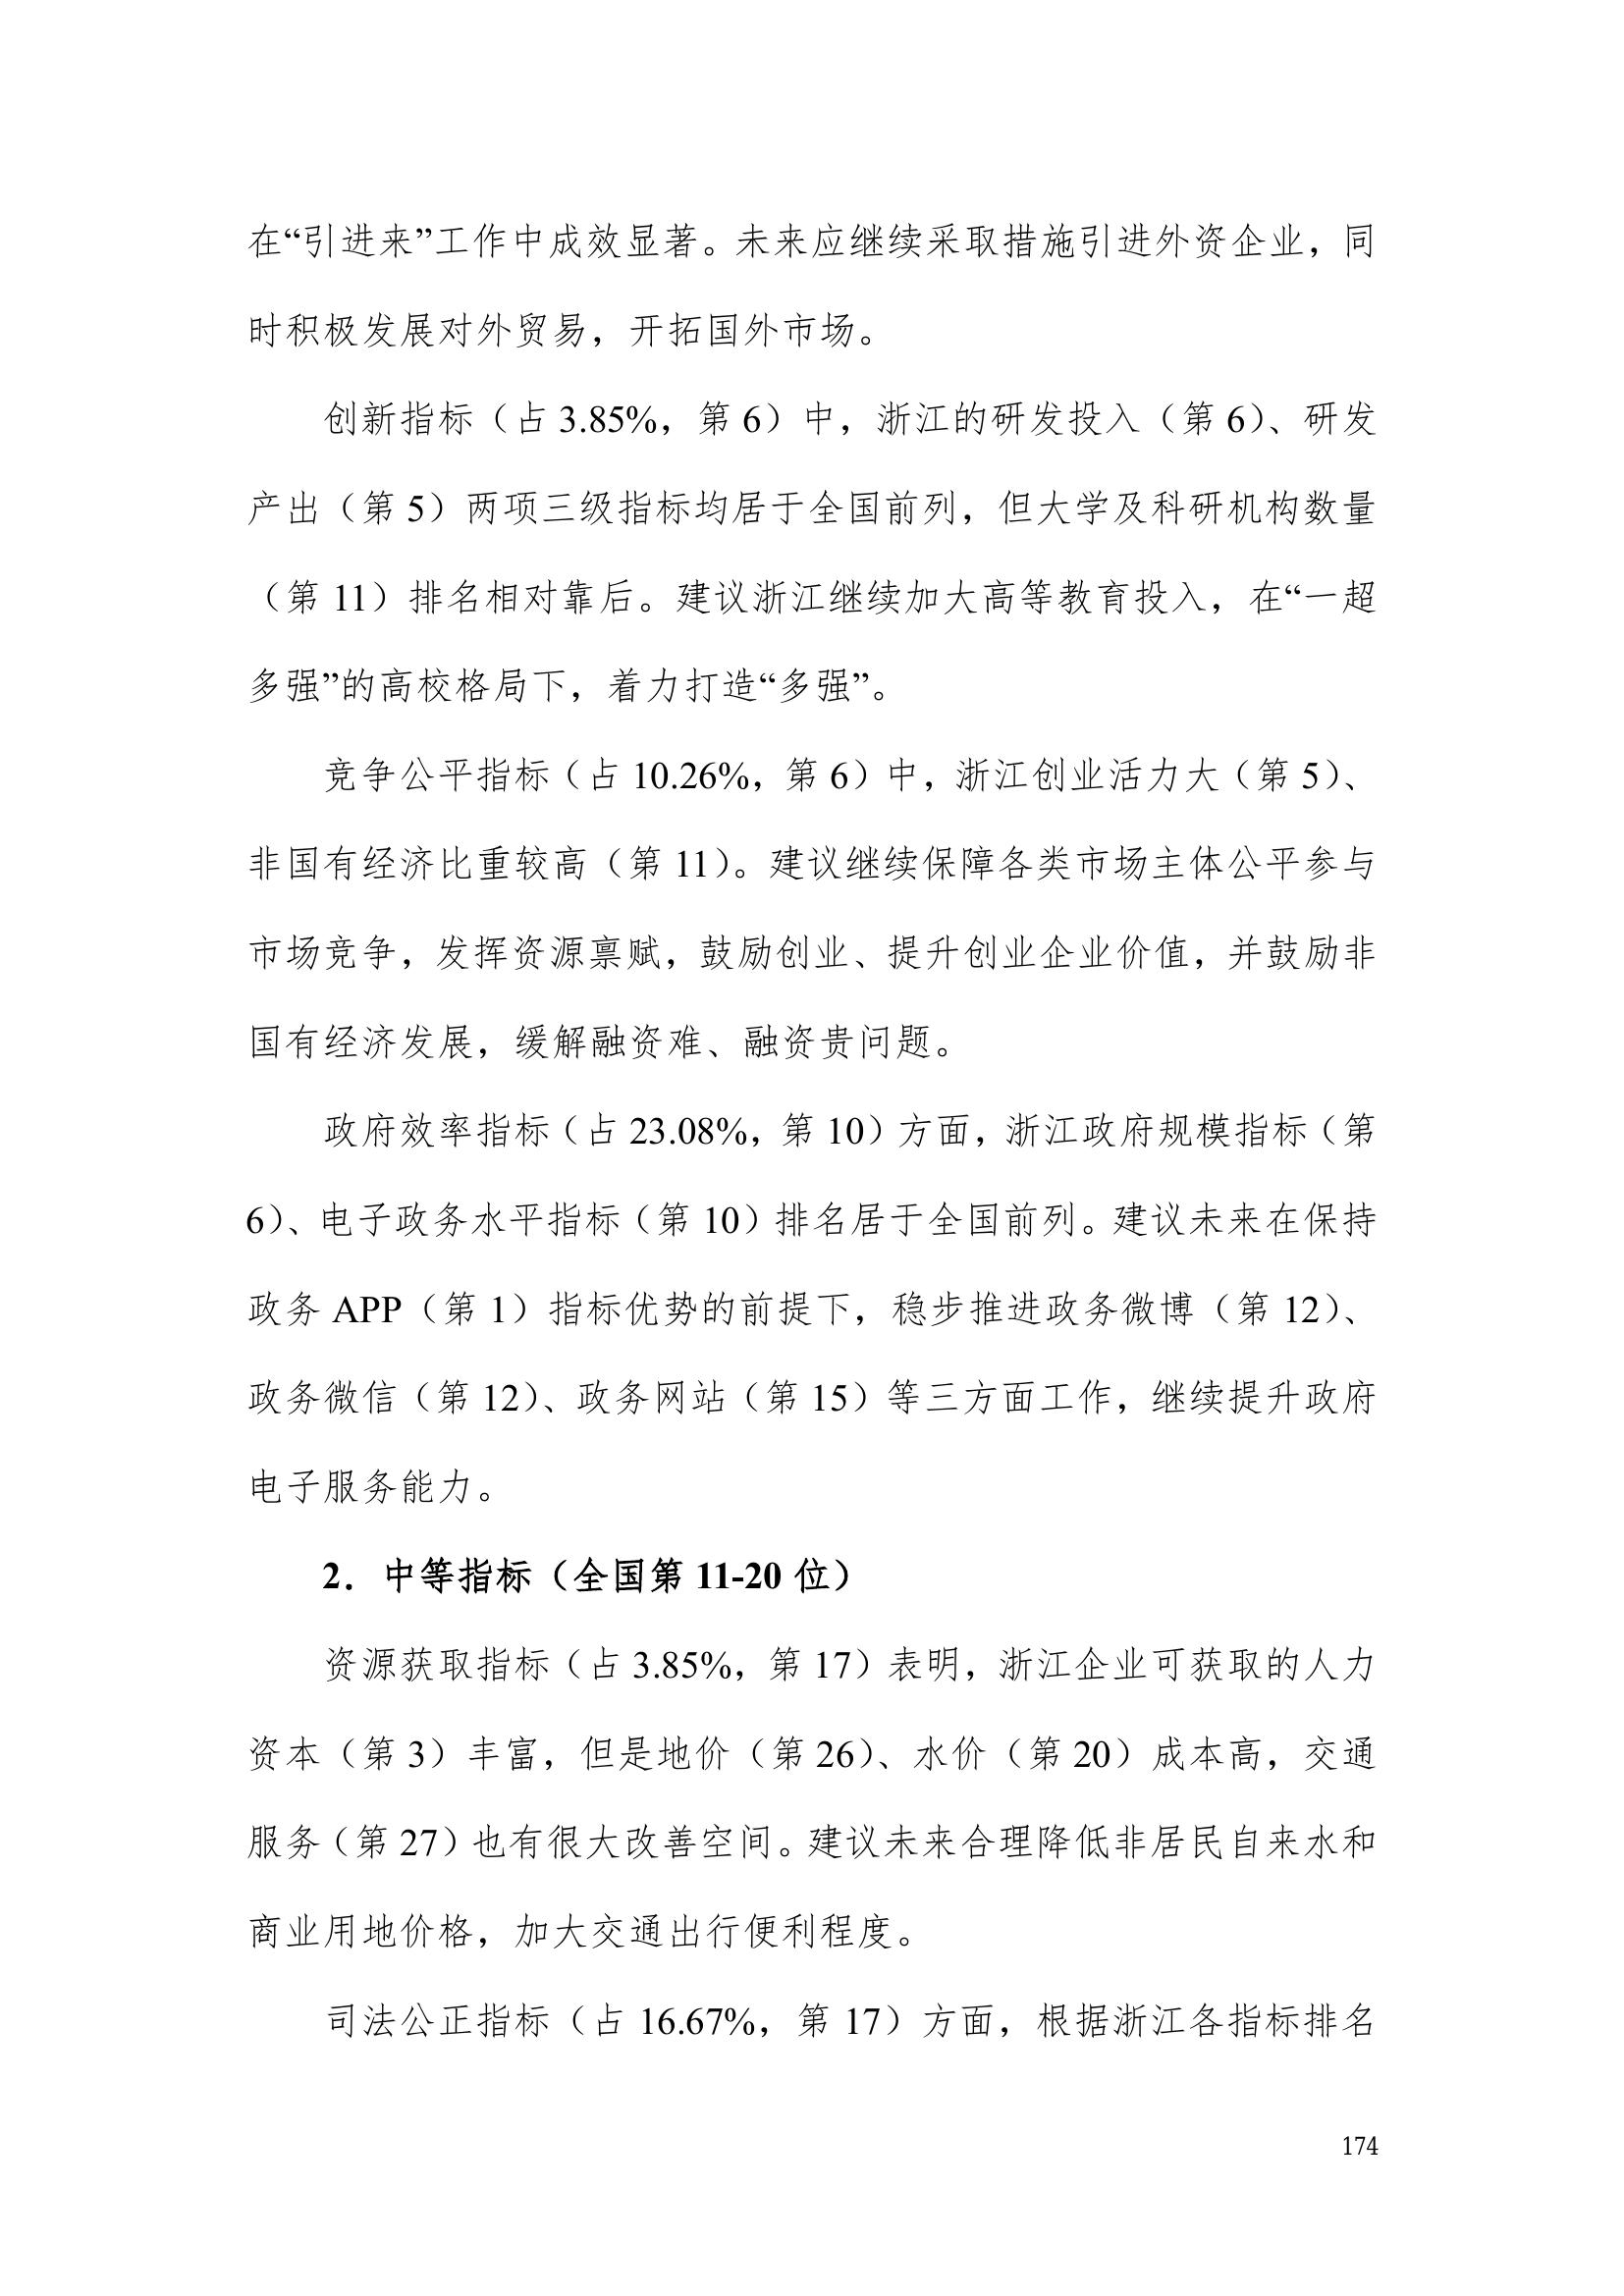 在“引进来”工作中成效显著。未来应继续采取措施引进外资企业，同
时积极发展对外贸易，开拓国外市场。
创新指标（占 3.85%，第 6）中，浙江的研发投入（第 6）、研发
产出（第 5）两项三级指标均居于全国前列，但大学及科研机构数量
（第 11）排名相对靠后。建议浙江继续加大高等教育投入，在“一超
多强”的高校格局下，着力打造“多强”。
竞争公平指标（占 10.26%，第 6）中，浙江创业活力大（第 5）、
非国有经济比重较高（第 11）。建议继续保障各类市场主体公平参与
市场竞争，发挥资源禀赋，鼓励创业、提升创业企业价值，并鼓励非
国有经济发展，缓解融资难、融资贵问题。
政府效率指标（占 23.08%，第 10）方面，浙江政府规模指标（第
6）、电子政务水平指标（第 10）排名居于全国前列。建议未来在保持
政务 APP（第 1）指标优势的前提下，稳步推进政务微博（第 12）、
政务微信（第 12）、政务网站（第 15）等三方面工作，继续提升政府
电子服务能力。
2．中等指标（全国第 11-20 位）
资源获取指标（占 3.85%，第 17）表明，浙江企业可获取的人力
资本（第 3）丰富，但是地价（第 26）、水价（第 20）成本高，交通
服务（第 27）也有很大改善空间。建议未来合理降低非居民自来水和
商业用地价格，加大交通出行便利程度。
司法公正指标（占 16.67%，第 17）方面，根据浙江各指标排名
174